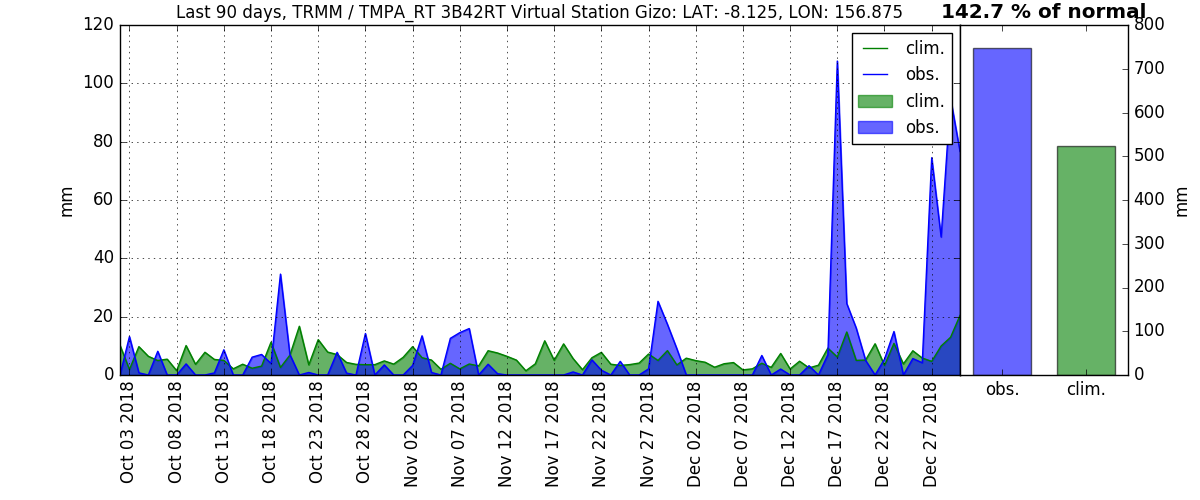 Last 90 days, TRMM / TMPA_RT 3B42RT Virtual Station Gizo: LAT: -8.125, LON: 156.875
142.7 % of normal
120
100
80
60
40
20
0
mm
clim.
obs.
clim.
obs.
Oct 03 2018
Oct 08 2018
Oct 13 2018
Oct 18 2018
Oct 23 2018
Oct 28 2018
Nov 02 2018
Nov 07 2018
Nov 12 2018
Nov 17 2018
Nov 22 2018
Nov 27 2018
Dec 02 2018
Dec 07 2018
Dec 12 2018
Dec 17 2018
Dec 22 2018
Dec 27 2018
800
700
600
500
400
300
200
100
0
mm
obs.
clim.